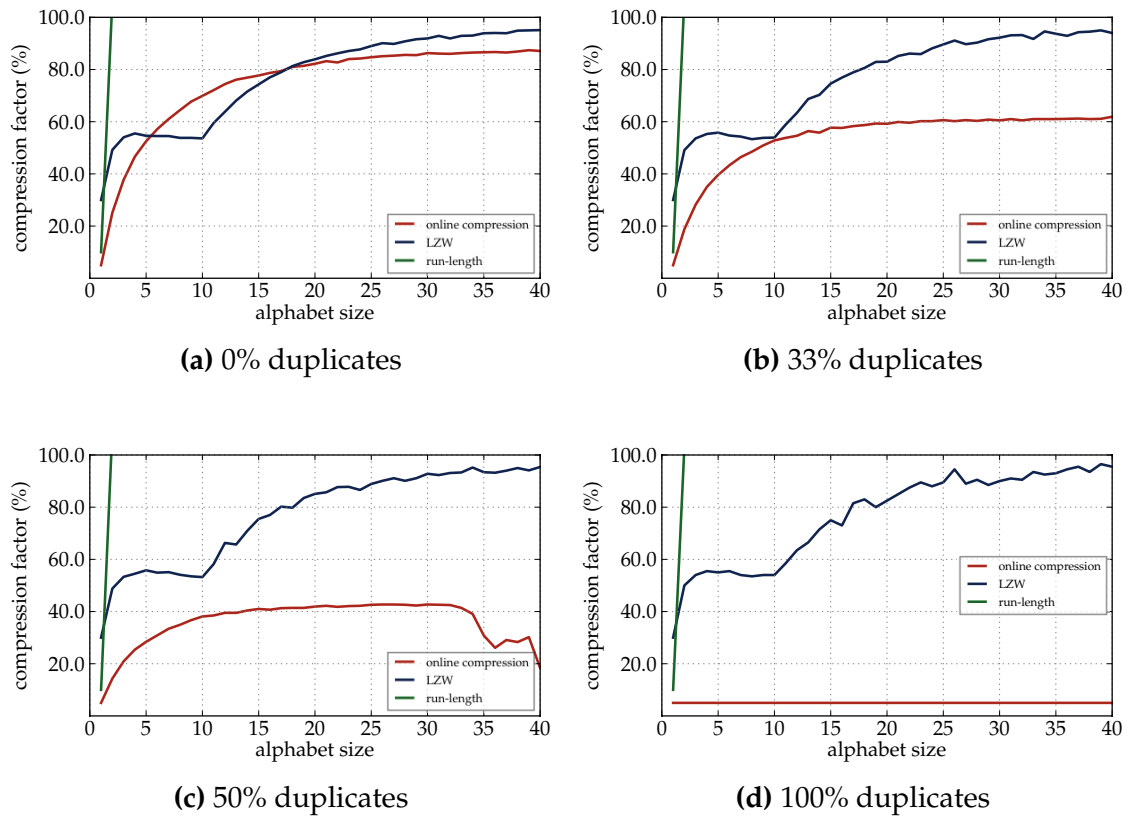 100.0
80.0
60.0
40.0
20.0
compression factor (%)
online compression
LZW
run-length
0 5 10 15 20 25 30 35 40
alphabet size
(a) 0% duplicates
100.0
80.0
60.0
40.0
20.0
compression factor (%)
online compression
LZW
run-length
0 5 10 15 20 25 30 35 40
alphabet size
(b) 33% duplicates
100.0
80.0
60.0
40.0
20.0
compression factor (%)
online compression
LZW
run-length
0 5 10 15 20 25 30 35 40
alphabet size
(c) 50% duplicates
100.0
80.0
60.0
40.0
20.0
compression factor (%)
online compression
LZW
run-length
0 5 10 15 20 25 30 35 40
alphabet size
(d) 100% duplicates